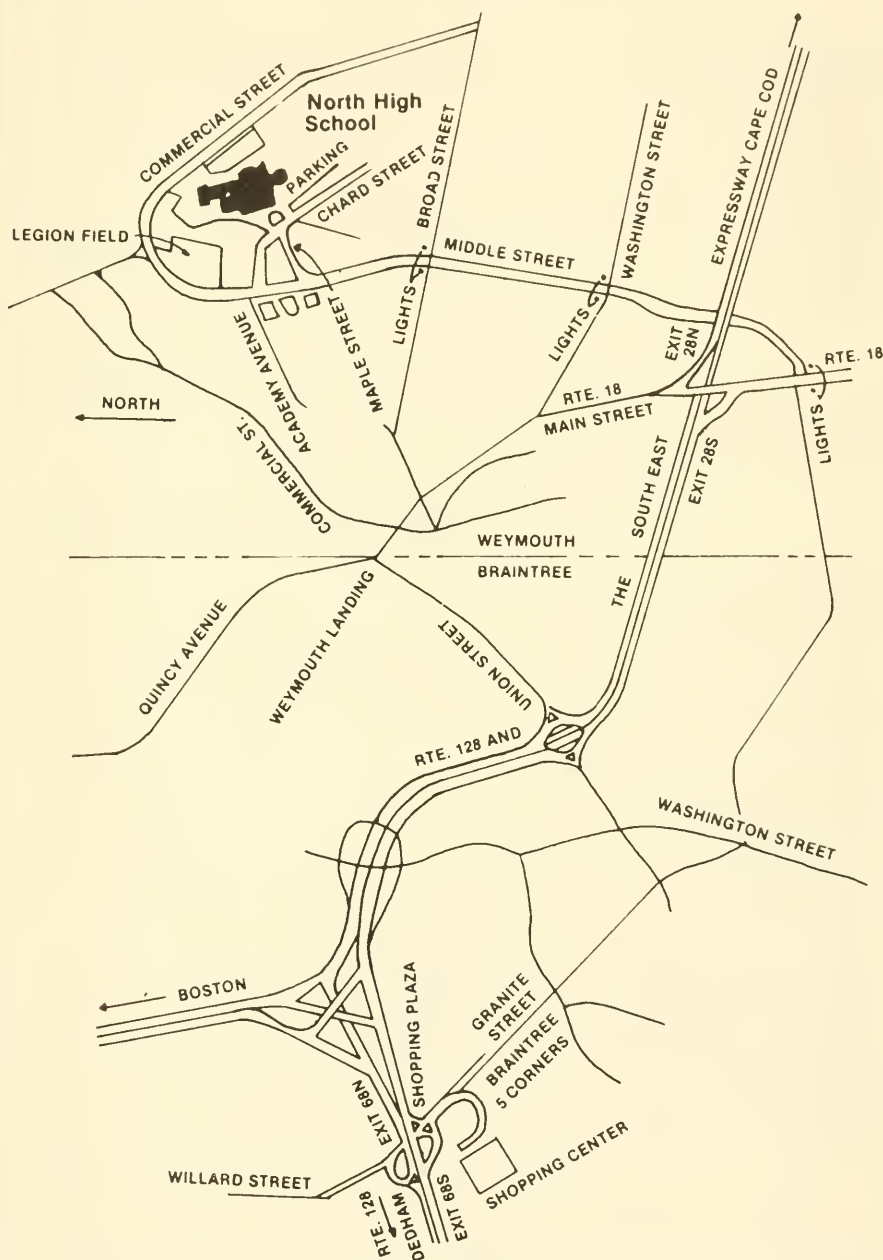 COMMERCIAL STREET
North High
School
PARKING
CHARD STREET
BROAD STREET
WASHINGTON STREET
EXPRESSWAY CAPE COD
LEGION FIELD
MIDDLE STREET
LIGHTS
LIGHTS
EXIT
28N
RTE. 18
LIGHTS
ACADEMY AVENUE
MAPLE STREET
RTE. 18
MAIN STREET
NORTH
COMMERCIAL ST.
EXIT 28S
THE SOUTH EAST
WEYMOUTH
BRAINTREE
QUINCY AVENUE
WEYMOUTH LANDING
UNION STREET
RTE. 128 AND
WASHINGTON STREET
BOSTON
SHOPPING PLAZA
GRANITE
STREET
BRAINTREE
5 CORNERS
EXIT 68N
WILLARD STREET
SHOPPING CENTER
RTE. 128
DEDHAM
EXIT 68S